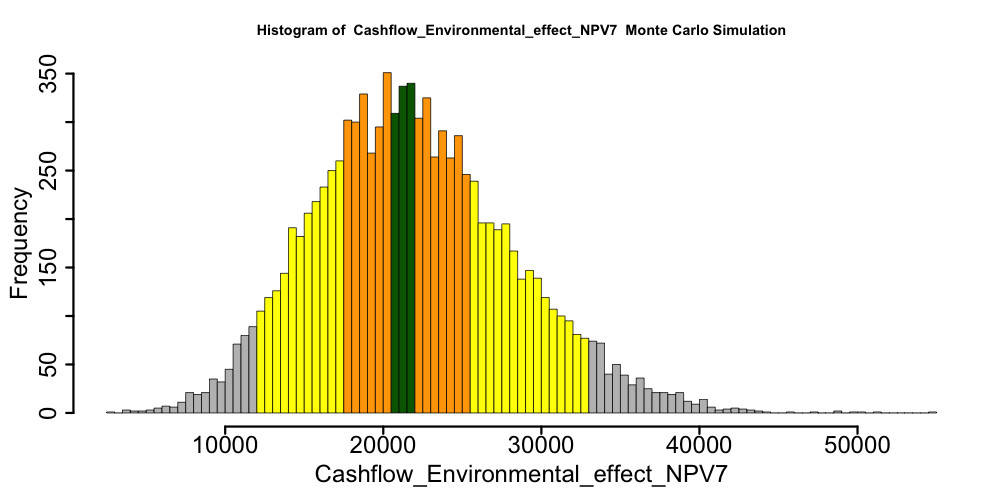 Histogram of Cashflow_Environmental_effect_NPV7 Monte Carlo Simulation
350
250
150
50
0
Frequency
10000 20000 30000 40000 50000
Cashflow_Environmental_effect_NPV7